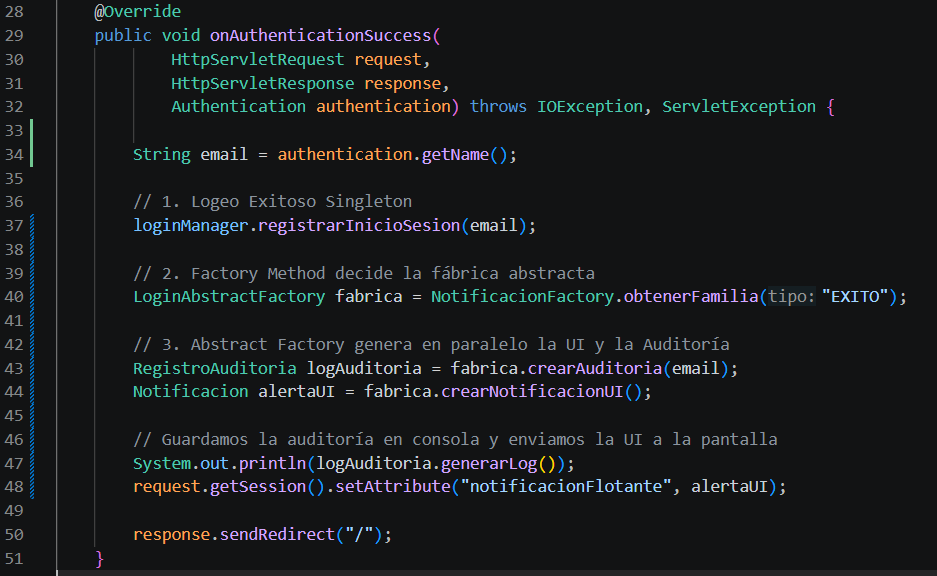 28 @Override
29 public void onAuthenticationSuccess(
30 HttpServletRequest request,
31 HttpServletResponse response,
32 Authentication authentication) throws IOException, ServletException {
33
34 String email = authentication.getName();
35
36 // 1. Logeo Exitoso Singleton
37 loginManager.registrarInicioSesion(email);
38
39 // 2. Factory Method decide la fábrica abstracta
40 LoginAbstractFactory fabrica = NotificacionFactory.obtenerFamilia(tipo: "EXITO");
41
42 // 3. Abstract Factory genera en paralelo la UI y la Auditoría
43 RegistroAuditoria logAuditoria = fabrica.crearAuditoria(email);
44 Notificacion alertaUI = fabrica.crearNotificacionUI();
45
46 // Guardamos la auditoría en consola y enviamos la UI a la pantalla
47 System.out.println(logAuditoria.generarLog());
48 request.getSession().setAttribute("notificacionFlotante", alertaUI);
49
50 response.sendRedirect("/");
51 }